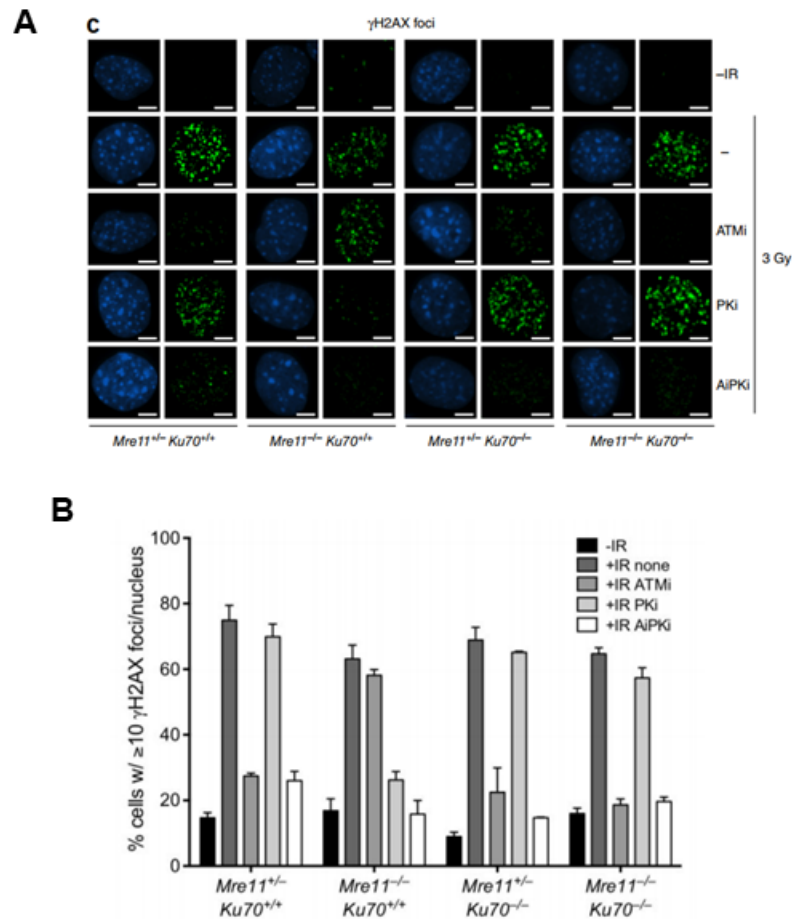 A
c
γH2AX foci
–IR
–
ATMi
3 Gy
PKi
AiPKi
Mre11+/– Ku70+/+
Mre11–/– Ku70+/+
Mre11+/– Ku70–/–
Mre11–/– Ku70–/–
B
100
80
60
40
20
0
% cells w/ ≥10 γH2AX foci/nucleus
-IR
+IR none
+IR ATMi
+IR PKi
+IR AiPKi
Mre11+/–
Ku70+/+
Mre11–/–
Ku70+/+
Mre11+/–
Ku70–/–
Mre11–/–
Ku70–/–